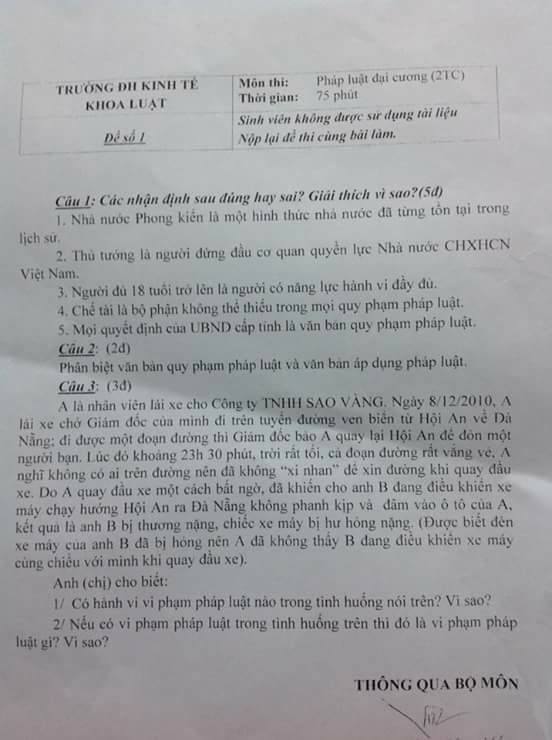 TRƯỜNG ĐH KINH TẾ
KHOA LUẬT
Đề số 1
Môn thi: Pháp luật đại cương (2TC)
Thời gian: 75 phút
Sinh viên không được sử dụng tài liệu
Nộp lại đề thi cùng bài làm.
Câu 1: Các nhận định sau đúng hay sai? Giải thích vì sao?(5đ)
1. Nhà nước Phong kiến là một hình thức nhà nước đã từng tồn tại trong
lịch sử.
2. Thủ tướng là người đứng đầu cơ quan quyền lực Nhà nước CHXHCN
Việt Nam.
3. Người đủ 18 tuổi trở lên là người có năng lực hành vi đầy đủ.
4. Chế tài là bộ phận không thể thiếu trong mọi quy phạm pháp luật.
5. Mọi quyết định của UBND cấp tỉnh là văn bản quy phạm pháp luật.
Câu 2: (2đ)
Phân biệt văn bản quy phạm pháp luật và văn bản áp dụng pháp luật.
Câu 3: (3đ)
A là nhân viên lái xe cho Công ty TNHH SAO VÀNG. Ngày 8/12/2010, A
lái xe chở Giám đốc của mình đi trên tuyến đường ven biển từ Hội An về Đà
Nẵng; đi được một đoạn đường thì Giám đốc bảo A quay lại Hội An để đón một
người bạn. Lúc đó khoảng 23h 30 phút, trời rất tối, cả đoạn đường rất vắng vẻ, A
nghĩ không có ai trên đường nên đã không “xi nhan” để xin đường khi quay đầu
xe. Do A quay đầu xe một cách bất ngờ, đã khiến cho anh B đang điều khiển xe
máy chạy hướng Hội An ra Đà Nẵng không phanh kịp và đâm vào ô tô của A,
kết quả là anh B bị thương nặng, chiếc xe máy bị hư hỏng nặng. (Được biết đèn
xe máy của anh B đã bị hỏng nên A đã không thấy B đang điều khiển xe máy
cùng chiều với mình khi quay đầu xe).
Anh (chị) cho biết:
1/ Có hành vi vi phạm pháp luật nào trong tình huống nói trên? Vì sao?
2/ Nếu có vi phạm pháp luật trong tình huống trên thì đó là vi phạm pháp
luật gì? Vì sao?
THÔNG QUA BỘ MÔN